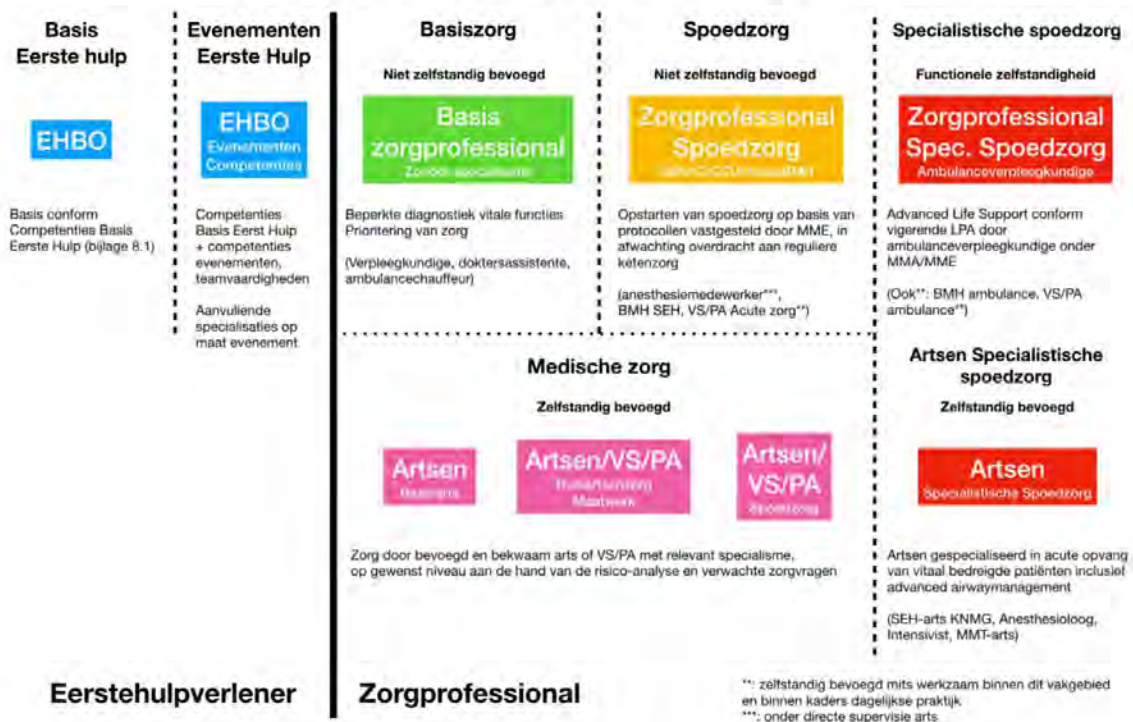 Basis
Eerste hulp
EHBO
Basis conform
Competenties Basis
Eerste Hulp (bijlage 8.1)
Evenementen
Eerste Hulp
EHBO
Evenementen
Competenties
Competenties
Basis Eerst Hulp
+ competenties
evenementen,
teamvaardigheden
Aanvullende
specialisaties op
maat evenement
Basiszorg
Niet zelfstandig bevoegd
Basis
zorgprofessional
Beperkte diagnostiek vitale functies
Priontering van zorg
(Verpleegkundige, doktersassistente,
ambulancechauffeur)
Spoedzorg
Niet zelfstandig bevoegd
Zorgprofessional
Spoedzorg
Opstarten van spoedzorg op basis van
protocollen vastgesteld door MME, in
afwachting overdracht aan reguliere
ketenzorg
(anesthesiemedewerker***,
BMH SEH, VS/PA Acute zorg**)
Specialistische spoedzorg
Functionele zelfstandigheid
Zorgprofessional
Spec. Spoedzorg
Ambulanceverpleegkundige
Advanced Life Support conform
vigerende LPA door
ambulanceverpleegkundige onder
MMA/MME
(Ook**: BMH ambulance, VS/PA
ambulance**)
Medische zorg
Zelfstandig bevoegd
Artsen
Basisarts
Artsen/VS/PA
Huisartsenzorg
Maatwerk
Artsen/
VS/PA
Spoedzorg
Zorg door bevoegd en bekwaam arts of VS/PA met relevant specialisme,
op gewenst niveau aan de hand van de risico-analyse en verwachte zorgvragen
Artsen Specialistische
spoedzorg
Zelfstandig bevoegd
Artsen
Specialistische Spoedzorg
Artsen gespecialiseerd in acute opvang
van vitaal bedreigde patiënten inclusief
advanced airwaymanagement
(SEH-arts KNMG, Anesthesioloog,
Intensivist, MMT-arts)
Eerstehulpverlener
Zorgprofessional
**: zelfstandig bevoegd mits werkzaam binnen dit vakgebied
en binnen kaders dagelijkse praktijk
***: onder directe supervisie arts